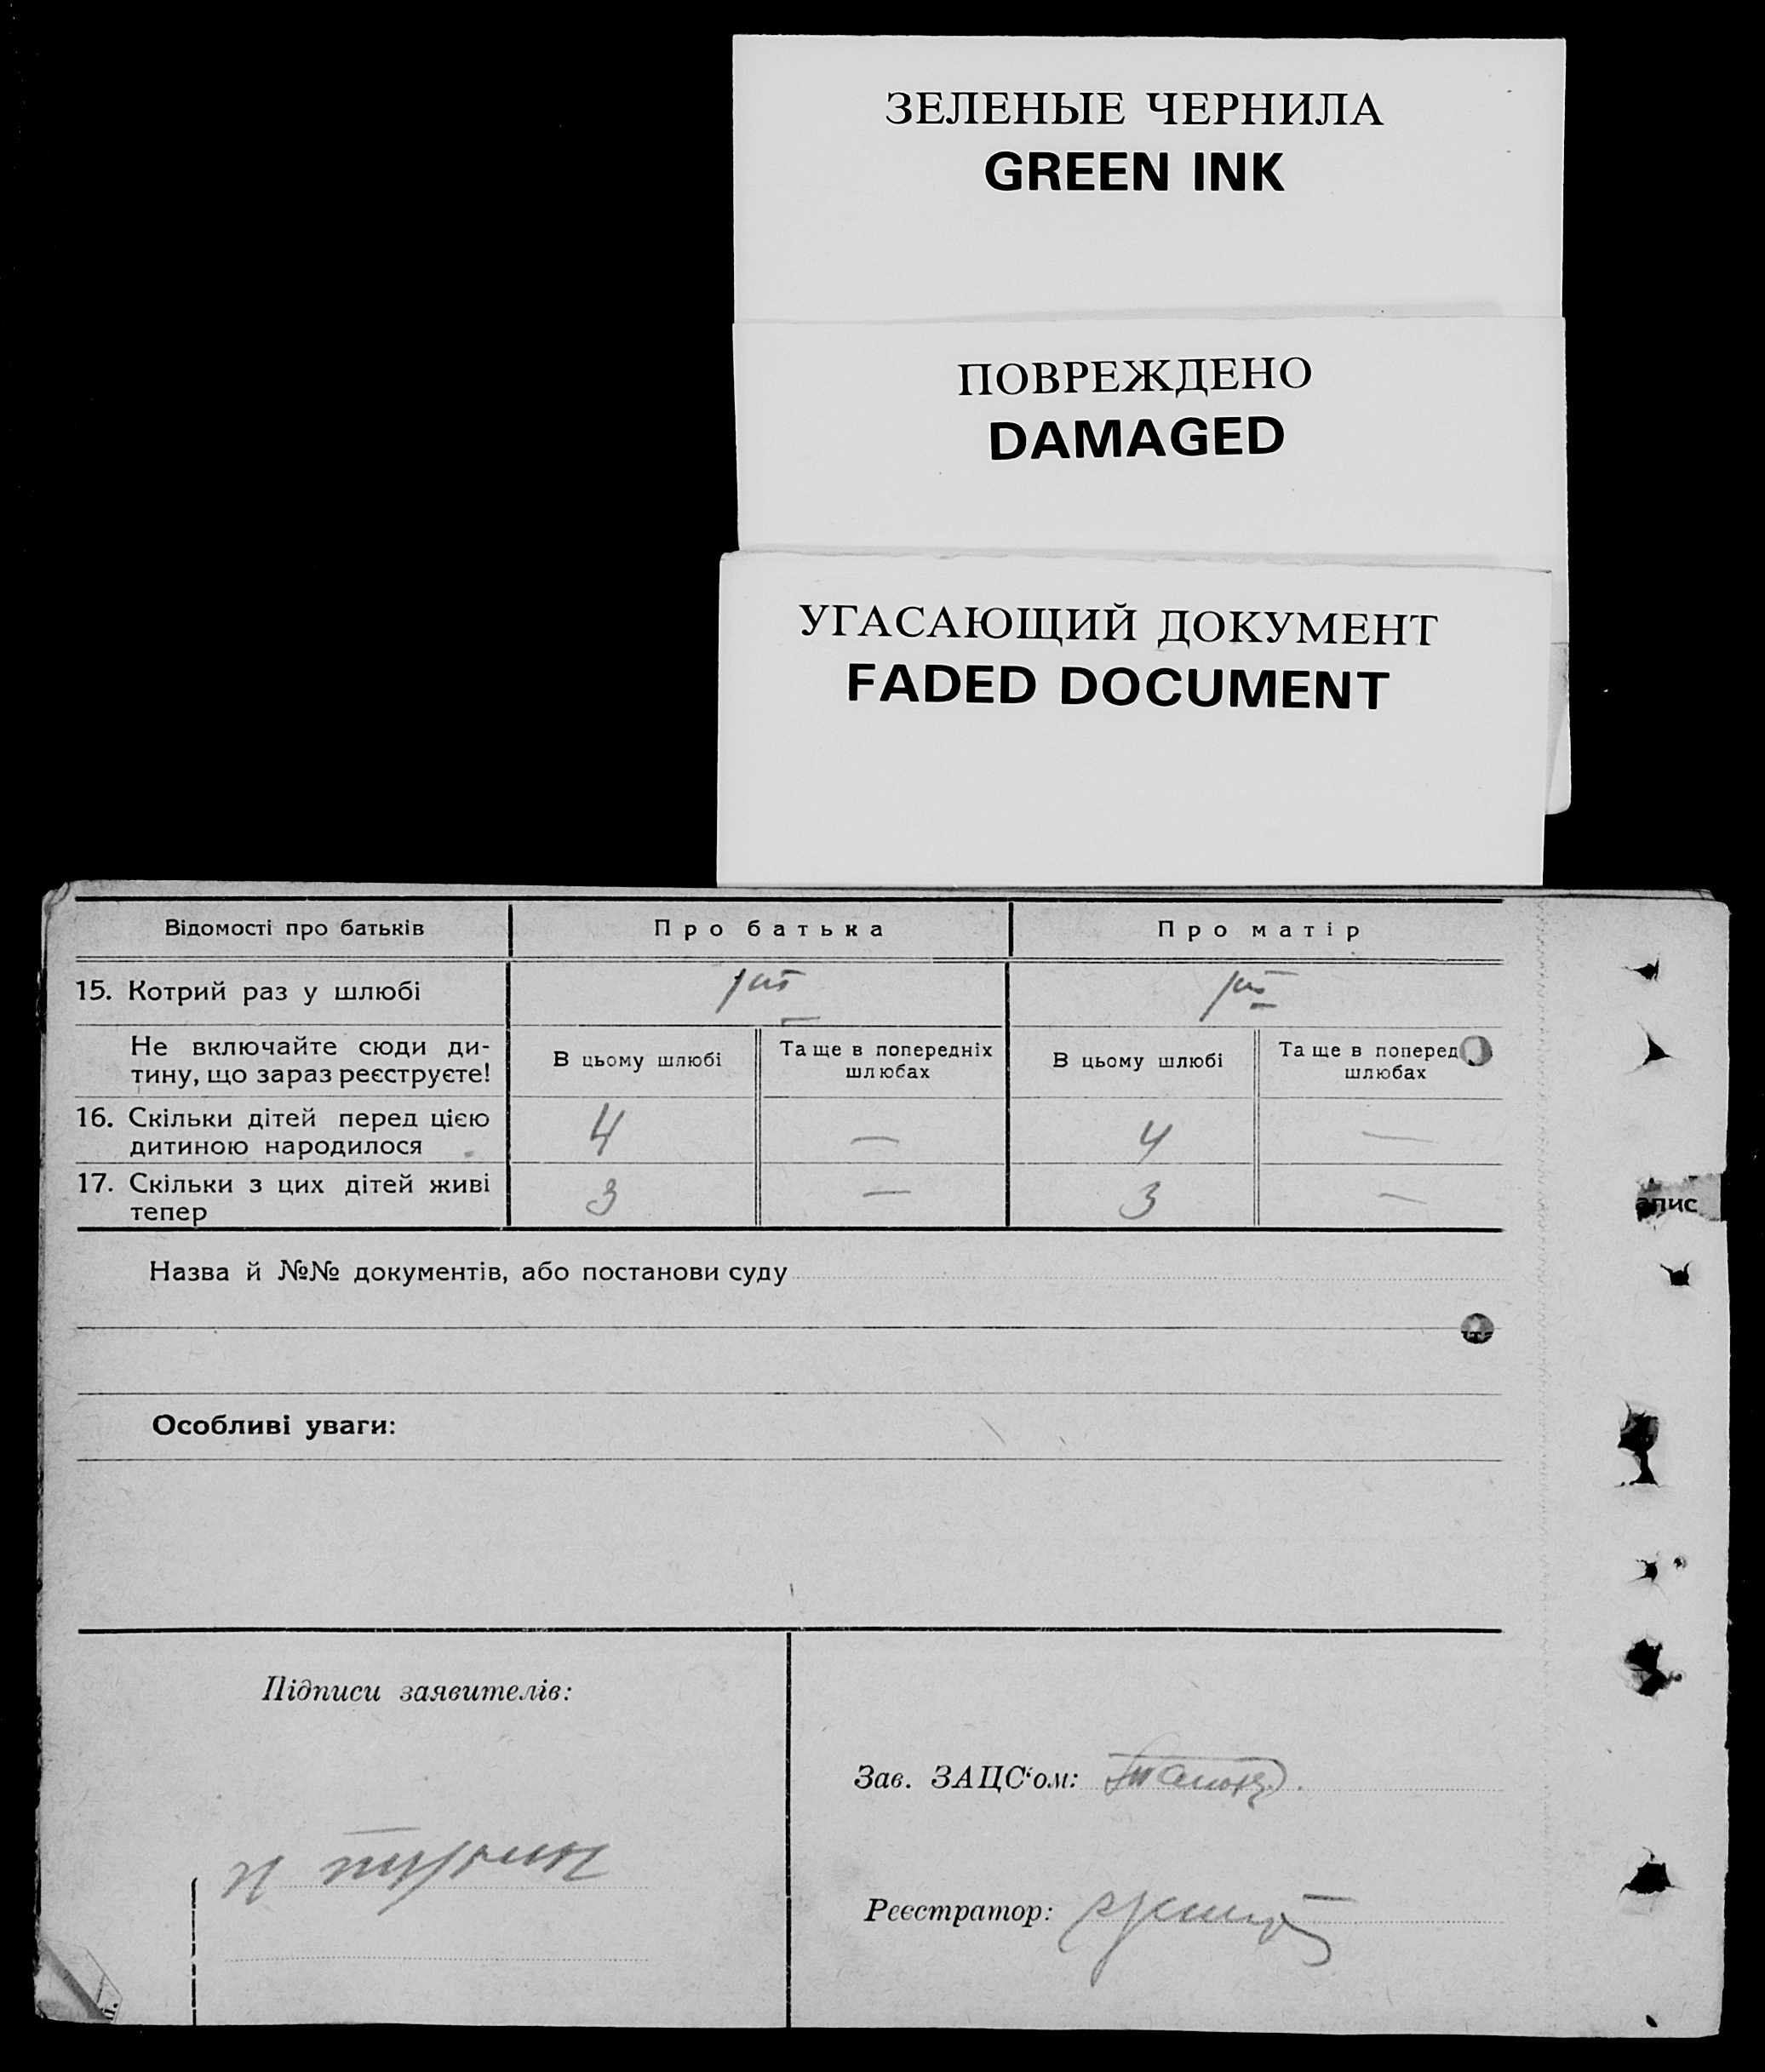 ЗЕЛЕНЫЕ ЧЕРНИЛА
GREEN INK
ПОВРЕЖДЕНО
DAMAGED
УГАСАЮЩИЙ ДОКУМЕНТ
FADED DOCUMENT
Відомості про батьків Про батька Про матір
15. Котрий раз у шлюбі
Не включайте сюди ди-
тину, що зараз реєструєте!
В цьому шлюбі
Та ще в попередніх
шлюбах
В цьому шлюбі
Та ще в поперед
шлюбах
16. Скільки дітей перед цією
дитиною народилося
4 — 4 —
17. Скільки з цих дітей живі
тепер
3 — 3 —
апис
Назва й №№ документів, або постанови суду
Особливі уваги:
Підписи заявителів:
Зав. ЗАЦС‘ом:
Реєстратор: